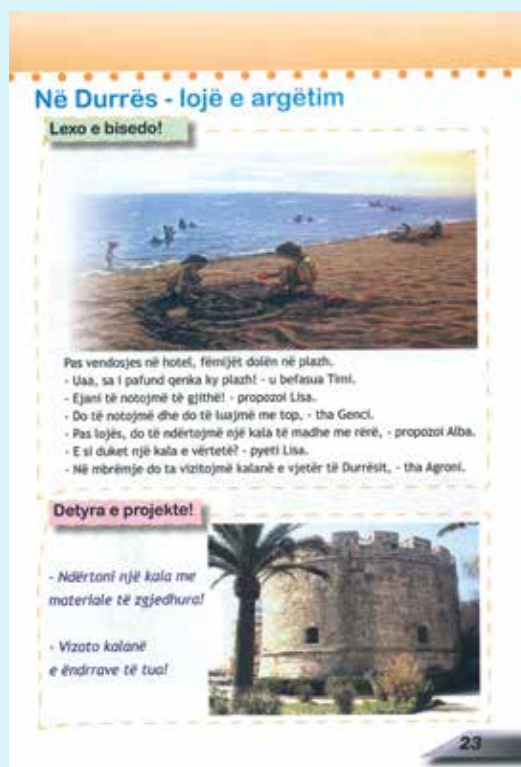 Në Durrës - lojë e argëtim
Lexo e bisedo!
Pas vendosjes në hotel, fëmijët dolën në plazh.
- Uaa, sa i pafund qenka ky plazh! - u befasua Timi.
- Ejani të notojmë të gjithë! - propozoi Lisa.
- Do të notojmë dhe do të luajmë me top, - tha Genci.
- Pas lojës, do të ndërtojmë një kala të madhe me rërë, - propozoi Alba.
- E si duket një kala e vërtetë? - pyeti Lisa.
- Në mbrëmje do ta vizitojmë kalanë e vjetër të Durrësit, - tha Agroni.
Detyra e projekte!
- Ndërtoni një kala me
materiale të zgjedhura!
- Vizato kalanë
e ëndrrave të tua!
23